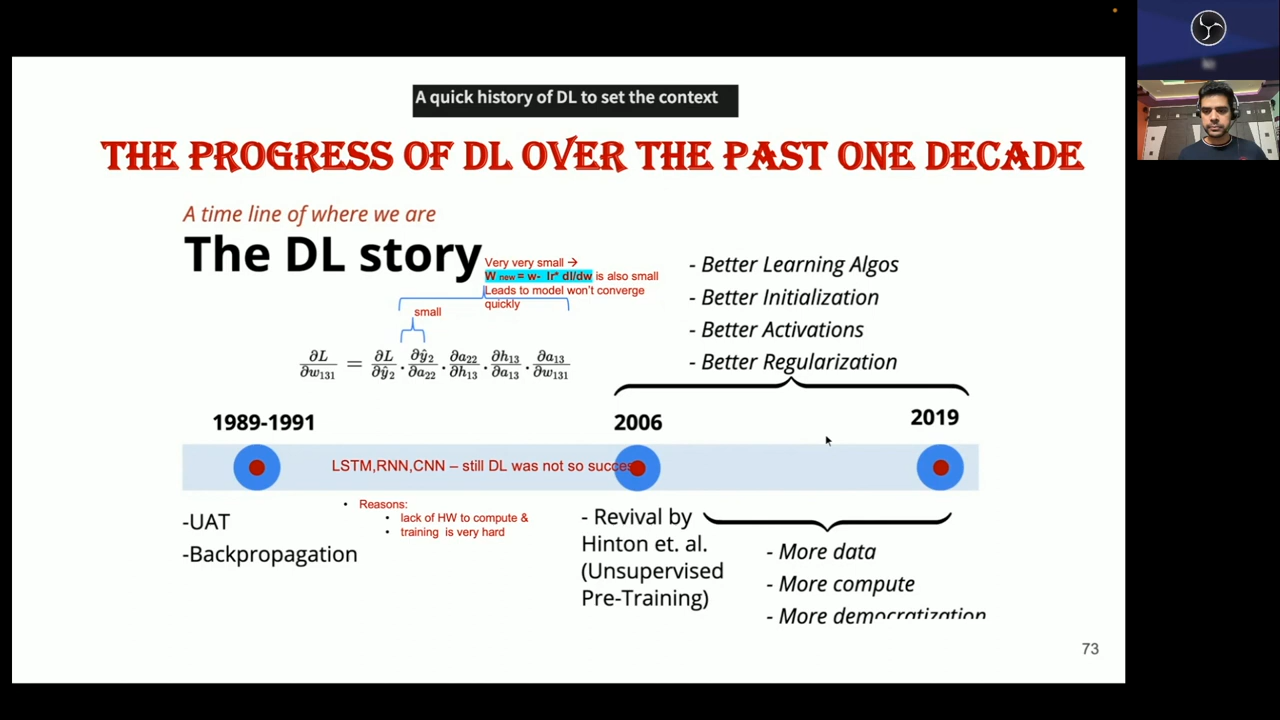 A quick history of DL to set the context
THE PROGRESS OF DL OVER THE PAST ONE DECADE
A time line of where we are
The DL story
Very very small →
W new = w- lr* dl/dw is also small
Leads to model won't converge
quickly
small
∂L/∂w₁₃₁ = ∂L/∂ŷ₂ · ∂ŷ₂/∂a₂₂ · ∂a₂₂/∂h₁₃ · ∂h₁₃/∂a₁₃ · ∂a₁₃/∂w₁₃₁
- Better Learning Algos
- Better Initialization
- Better Activations
- Better Regularization
1989-1991
2006
2019
LSTM,RNN,CNN – still DL was not so succes
-UAT
-Backpropagation
• Reasons:
• lack of HW to compute &
• training is very hard
- Revival by
Hinton et. al.
(Unsupervised
Pre-Training)
- More data
- More compute
- More democratization
73